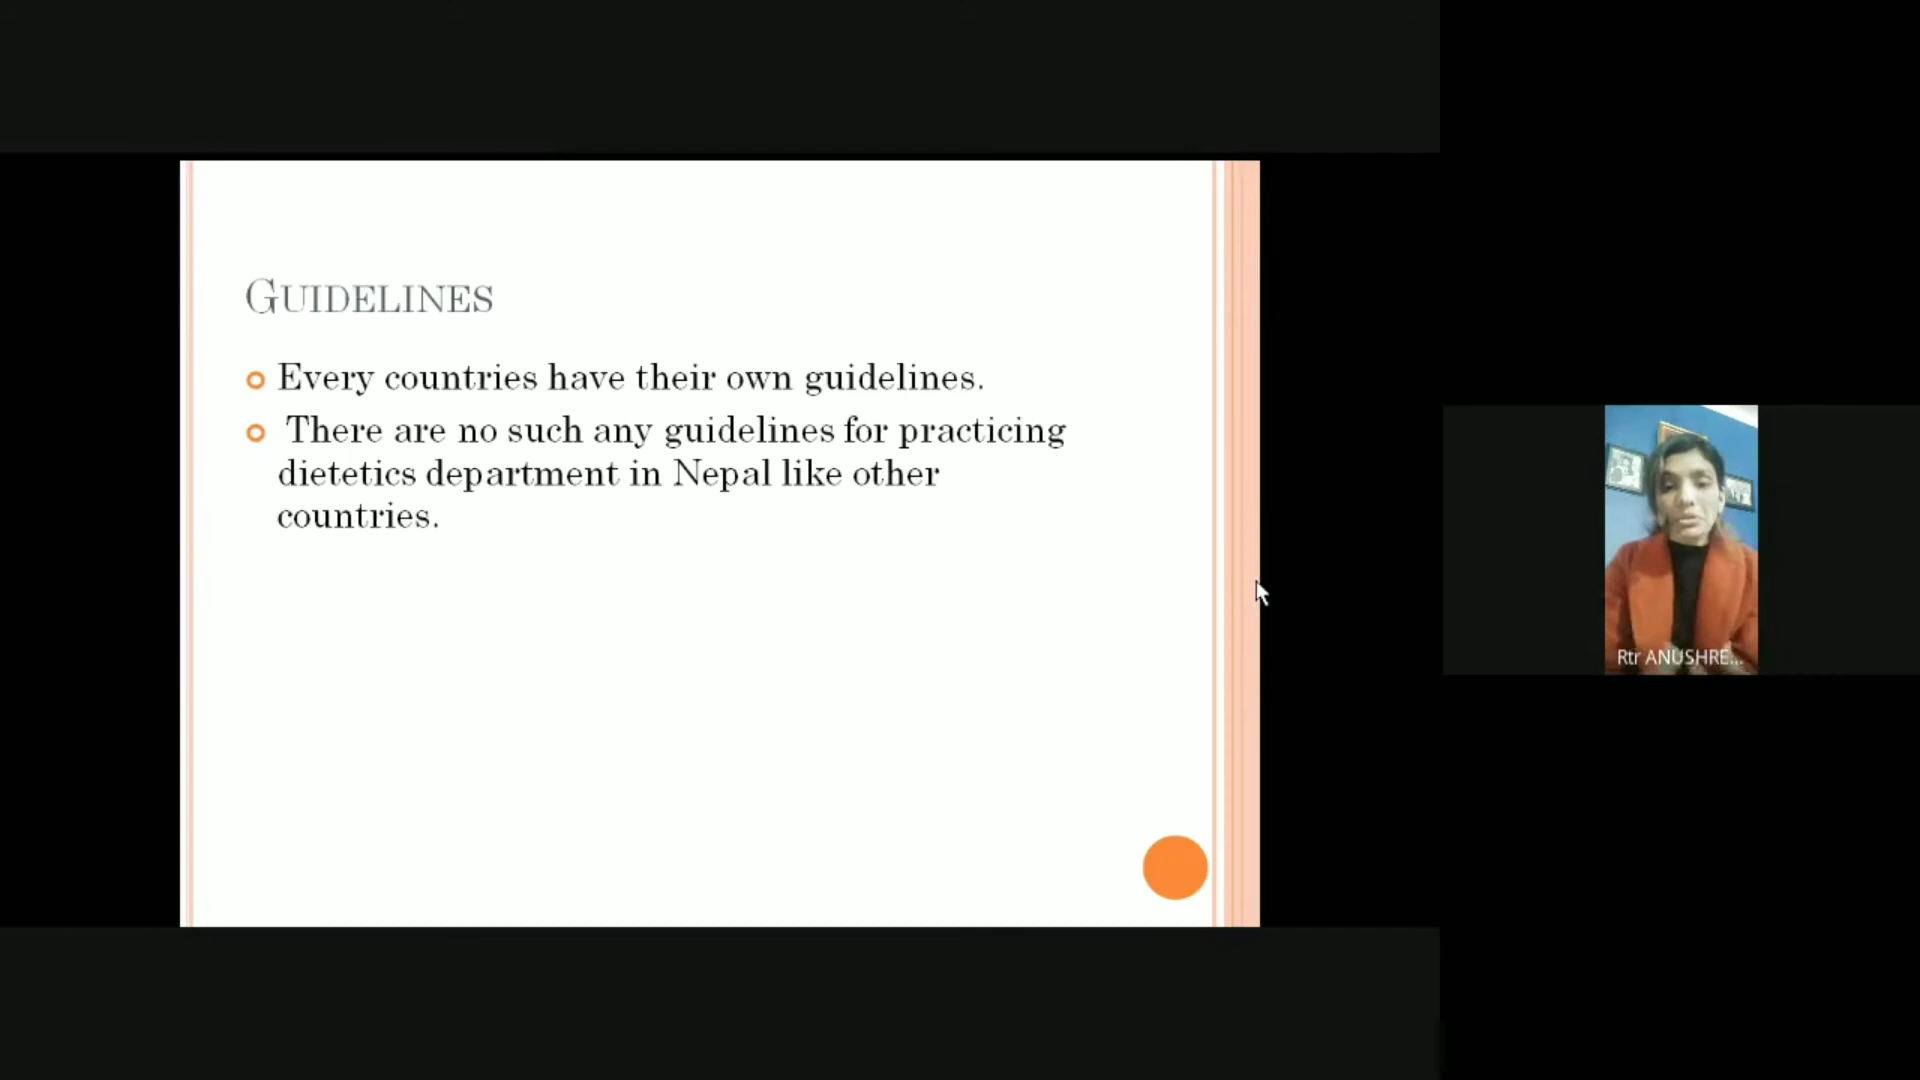 GUIDELINES
Every countries have their own guidelines.
There are no such any guidelines for practicing
dietetics department in Nepal like other
countries.
Rtr ANUSHRE...